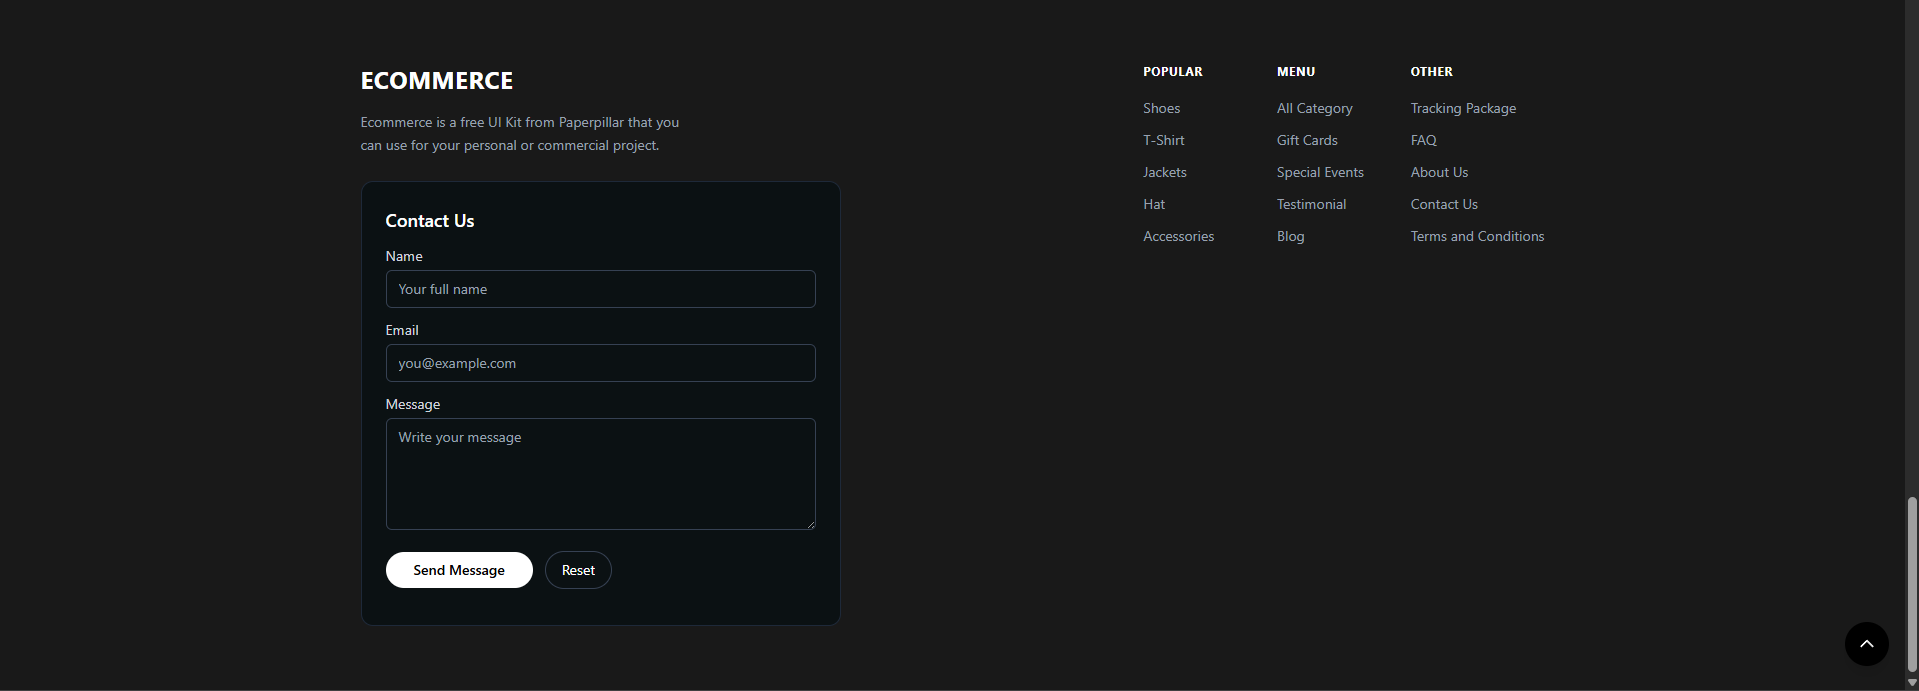 ECOMMERCE
Ecommerce is a free UI Kit from Paperpillar that you
can use for your personal or commercial project.
Contact Us
Name
Your full name
Email
you@example.com
Message
Write your message
Send Message
Reset
POPULAR
Shoes
T-Shirt
Jackets
Hat
Accessories
MENU
All Category
Gift Cards
Special Events
Testimonial
Blog
OTHER
Tracking Package
FAQ
About Us
Contact Us
Terms and Conditions